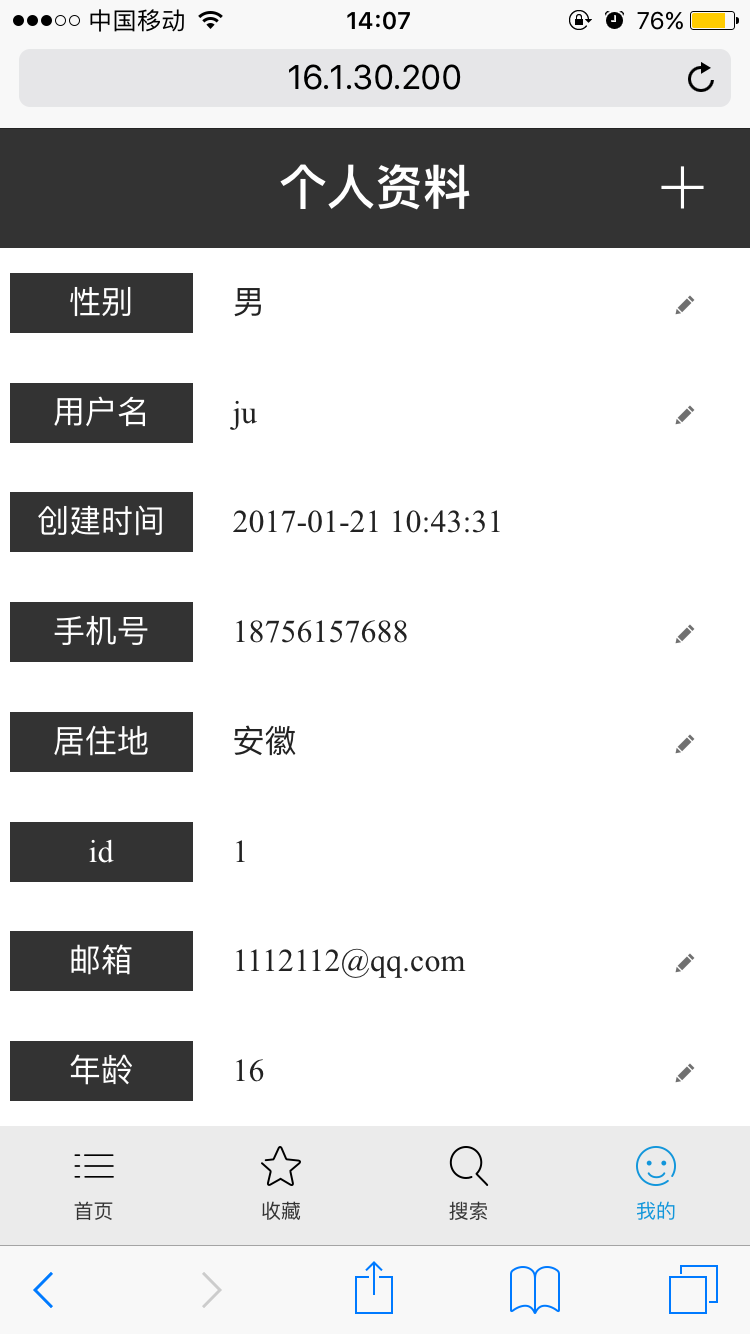 中国移动 14:07 76%
16.1.30.200
个人资料
性别 男
用户名 ju
创建时间 2017-01-21 10:43:31
手机号 18756157688
居住地 安徽
id 1
邮箱 1112112@qq.com
年龄 16
首页 收藏 搜索 我的